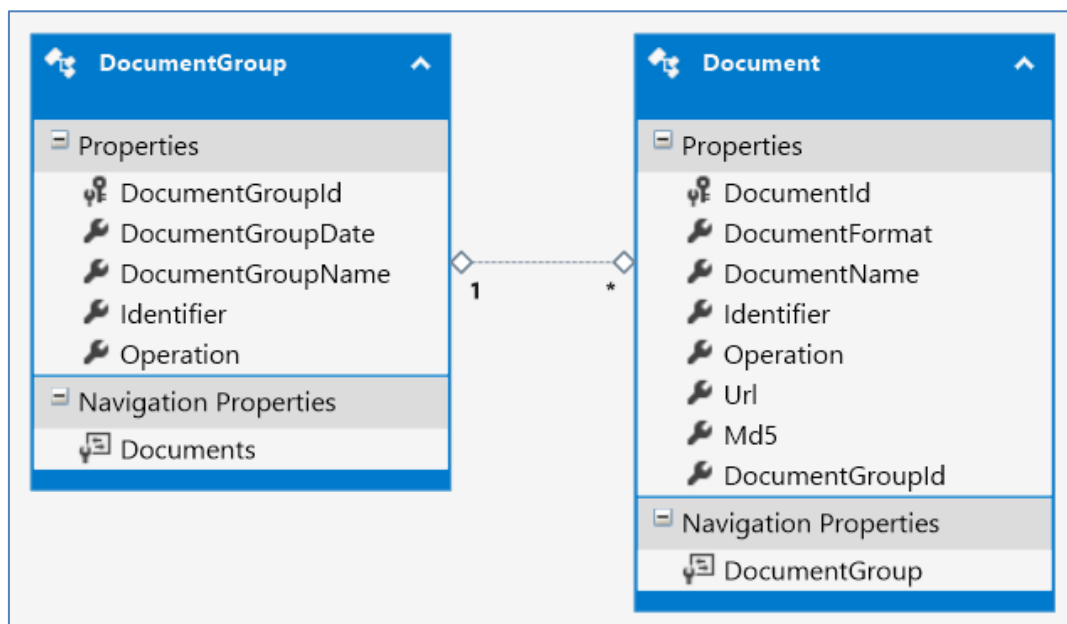 DocumentGroup
Properties
DocumentGroupId
DocumentGroupDate
DocumentGroupName
Identifier
Operation
Navigation Properties
Documents
1
*
Document
Properties
DocumentId
DocumentFormat
DocumentName
Identifier
Operation
Url
Md5
DocumentGroupId
Navigation Properties
DocumentGroup